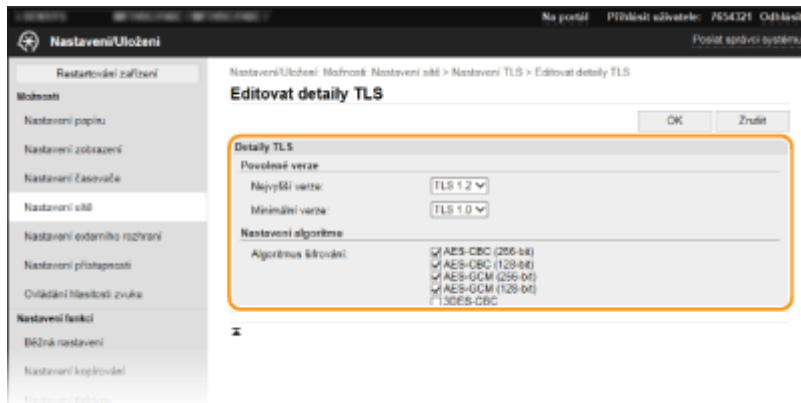 Na portál Přihlásit uživatele: 7654321 Odhlásit
Nastavení/Uložení
Poslat správci systému
Restartování zařízení
Nastavení/Uložení: Možnosti: Nastavení sítě > Nastavení TLS > Editovat detaily TLS
Editovat detaily TLS
Možnosti
OK Zrušit
Nastavení papíru
Nastavení zobrazení
Nastavení časovače
Nastavení sítě
Nastavení externího rozhraní
Nastavení přístupnosti
Ovládání hlasitosti zvuku
Nastavení funkcí
Běžná nastavení
Nastavení kopírování
Detaily TLS
Povolené verze
Nejvyšší verze: TLS 1.2
Minimální verze: TLS 1.0
Nastavení algoritmu
Algoritmus šifrování: AES-CBC (256-bit)
AES-CBC (128-bit)
AES-GCM (256-bit)
AES-GCM (128-bit)
3DES-CBC